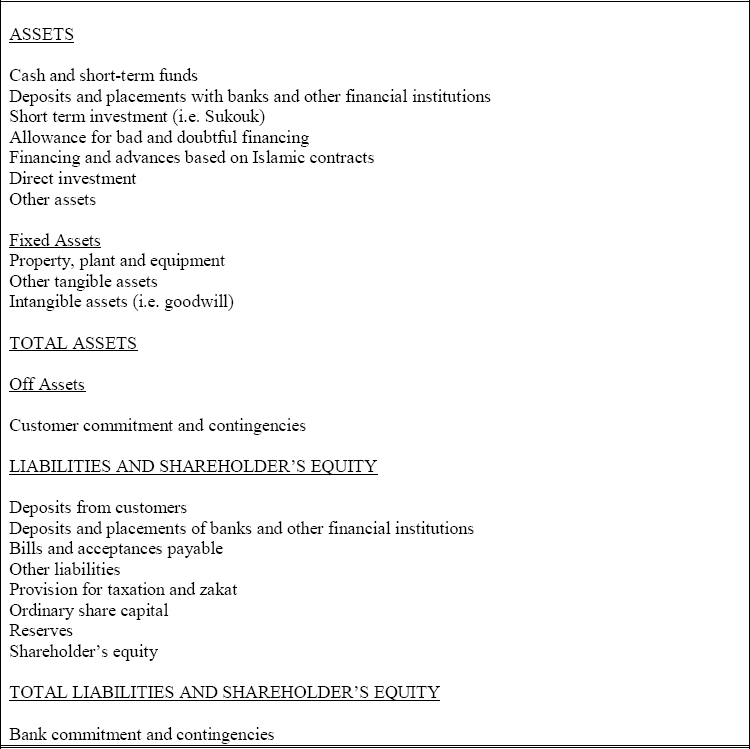 ASSETS
Cash and short-term funds
Deposits and placements with banks and other financial institutions
Short term investment (i.e. Sukouk)
Allowance for bad and doubtful financing
Financing and advances based on Islamic contracts
Direct investment
Other assets
Fixed Assets
Property, plant and equipment
Other tangible assets
Intangible assets (i.e. goodwill)
TOTAL ASSETS
Off Assets
Customer commitment and contingencies
LIABILITIES AND SHAREHOLDER’S EQUITY
Deposits from customers
Deposits and placements of banks and other financial institutions
Bills and acceptances payable
Other liabilities
Provision for taxation and zakat
Ordinary share capital
Reserves
Shareholder’s equity
TOTAL LIABILITIES AND SHAREHOLDER’S EQUITY
Bank commitment and contingencies